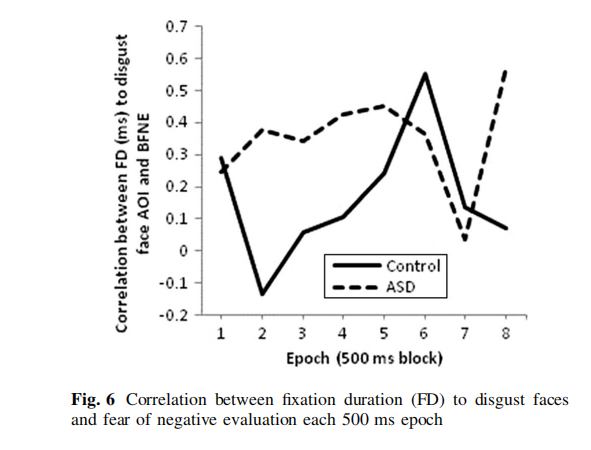 0.7
0.6
0.5
0.4
0.3
0.2
0.1
0
-0.1
-0.2
Correlation between FD (ms) to disgust
face AOI and BFNE
Control
ASD
1 2 3 4 5 6 7 8
Epoch (500 ms block)
Fig. 6 Correlation between fixation duration (FD) to disgust faces
and fear of negative evaluation each 500 ms epoch